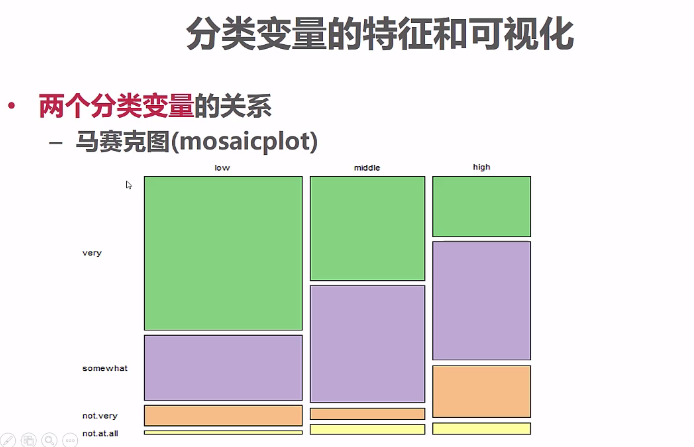 分类变量的特征和可视化
• 两个分类变量的关系
– 马赛克图(mosaicplot)
low middle high
very
somewhat
not.very
not.at.all